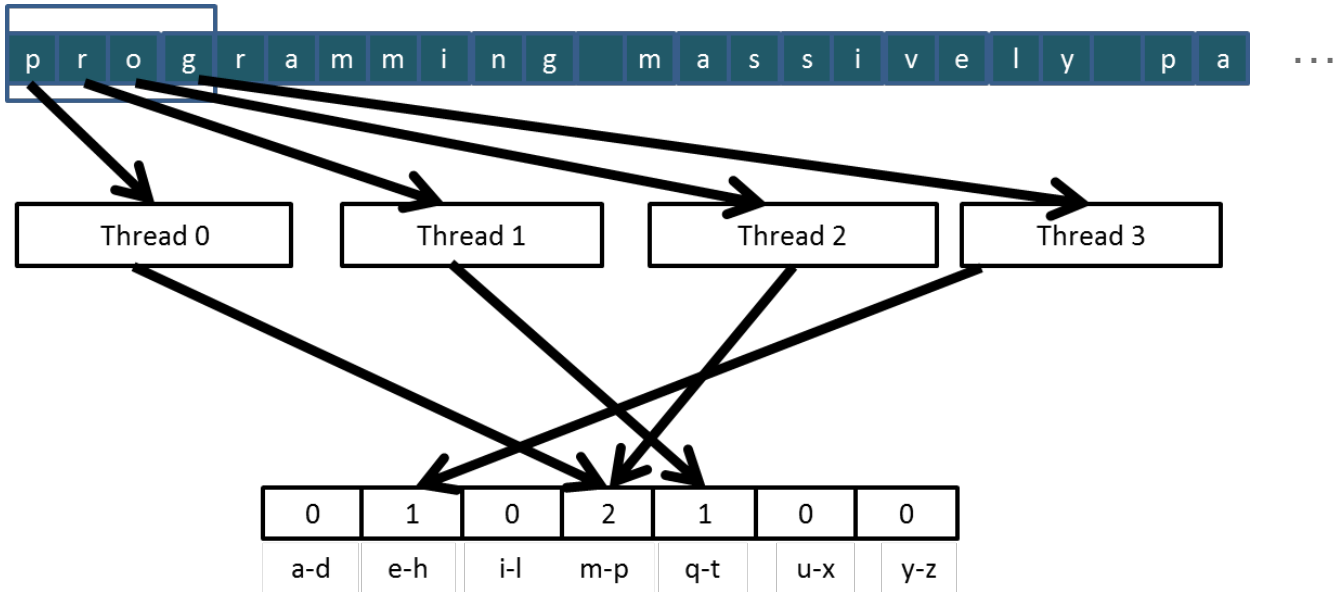 p r o g r a m m i n g m a s s i v e l y p a ...
Thread 0 Thread 1 Thread 2 Thread 3
0 1 0 2 1 0 0
a-d e-h i-l m-p q-t u-x y-z